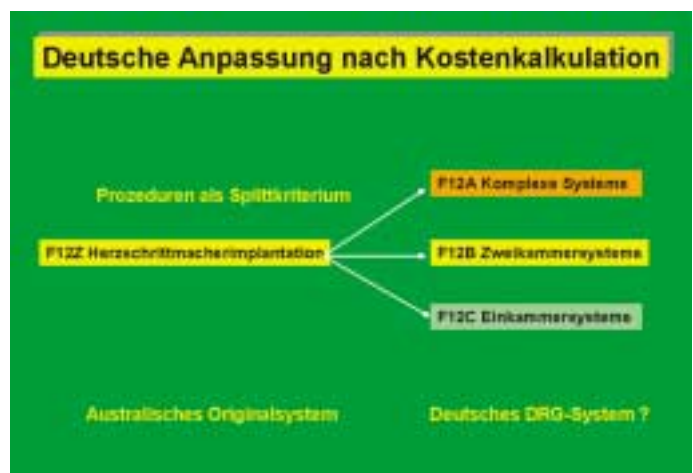 Deutsche Anpassung nach Kostenkalkulation
Prozeduren als Splittkriterium
F12A Komplexe Systeme
F12Z Herzschrittmacherimplantation
F12B Zweikammersysteme
F12C Einkammersysteme
Australisches Originalsystem
Deutsches DRG-System ?